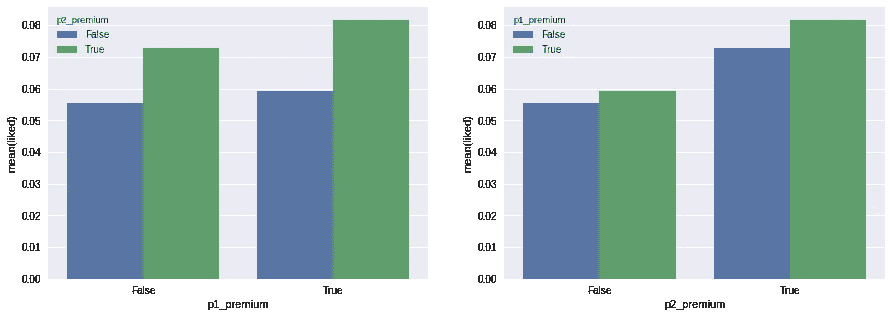 p2_premium
False
True
mean(liked)
0.08
0.07
0.06
0.05
0.04
0.03
0.02
0.01
0.00
False
True
p1_premium
p1_premium
False
True
mean(liked)
0.08
0.07
0.06
0.05
0.04
0.03
0.02
0.01
0.00
False
True
p2_premium